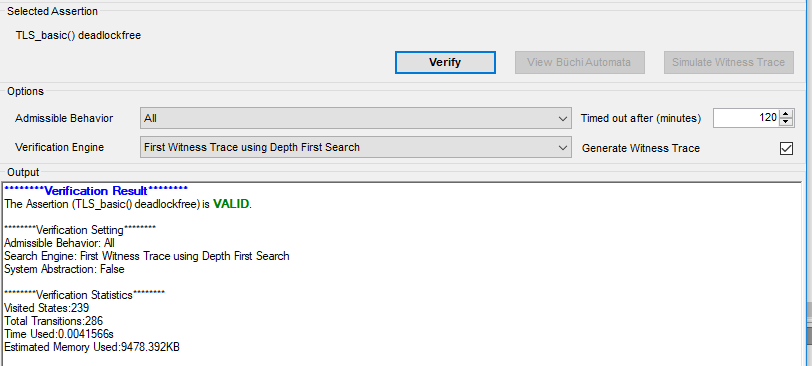 Selected Assertion
TLS_basic() deadlockfree
Verify View Büchi Automata Simulate Witness Trace
Options
Admissible Behavior All Timed out after (minutes) 120
Verification Engine First Witness Trace using Depth First Search Generate Witness Trace
Output
********Verification Result********
The Assertion (TLS_basic() deadlockfree) is VALID.
********Verification Setting********
Admissible Behavior: All
Search Engine: First Witness Trace using Depth First Search
System Abstraction: False
********Verification Statistics********
Visited States:239
Total Transitions:286
Time Used:0.0041566s
Estimated Memory Used:9478.392KB